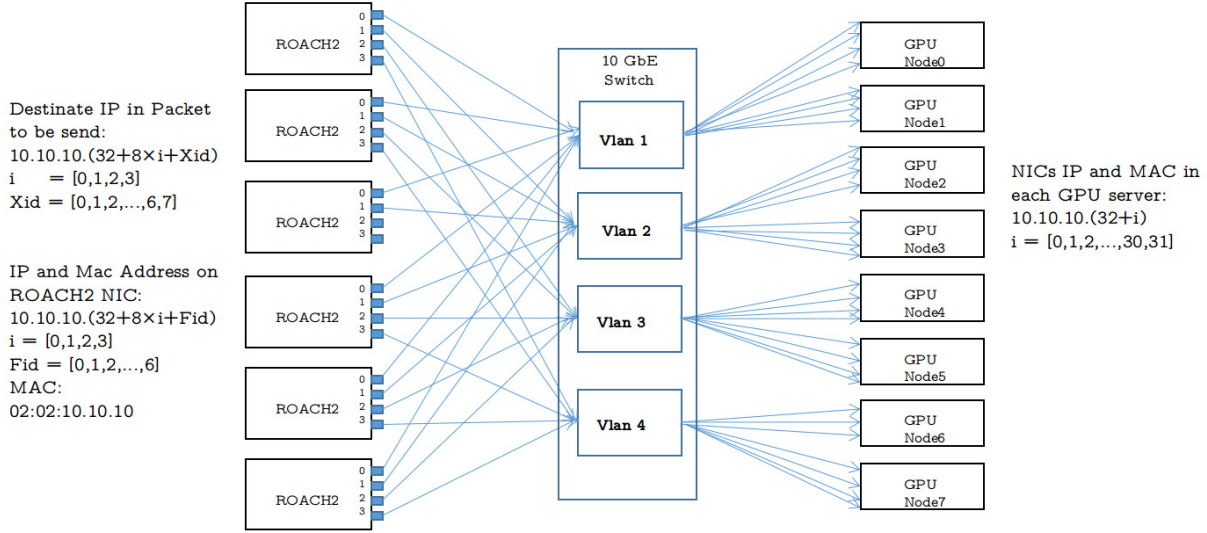 Destinate IP in Packet
to be send:
10.10.10.(32+8×i+Xid)
i = [0,1,2,3]
Xid = [0,1,2,...,6,7]
IP and Mac Address on
ROACH2 NIC:
10.10.10.(32+8×i+Fid)
i = [0,1,2,3]
Fid = [0,1,2,...,6]
MAC:
02:02:10.10.10
ROACH2
0
1
2
3
ROACH2
0
1
2
3
ROACH2
0
1
2
3
ROACH2
0
1
2
3
ROACH2
0
1
2
3
ROACH2
0
1
2
3
10 GbE
Switch
Vlan 1
Vlan 2
Vlan 3
Vlan 4
GPU
Node0
GPU
Node1
GPU
Node2
GPU
Node3
GPU
Node4
GPU
Node5
GPU
Node6
GPU
Node7
NICs IP and MAC in
each GPU server:
10.10.10.(32+i)
i = [0,1,2,...,30,31]